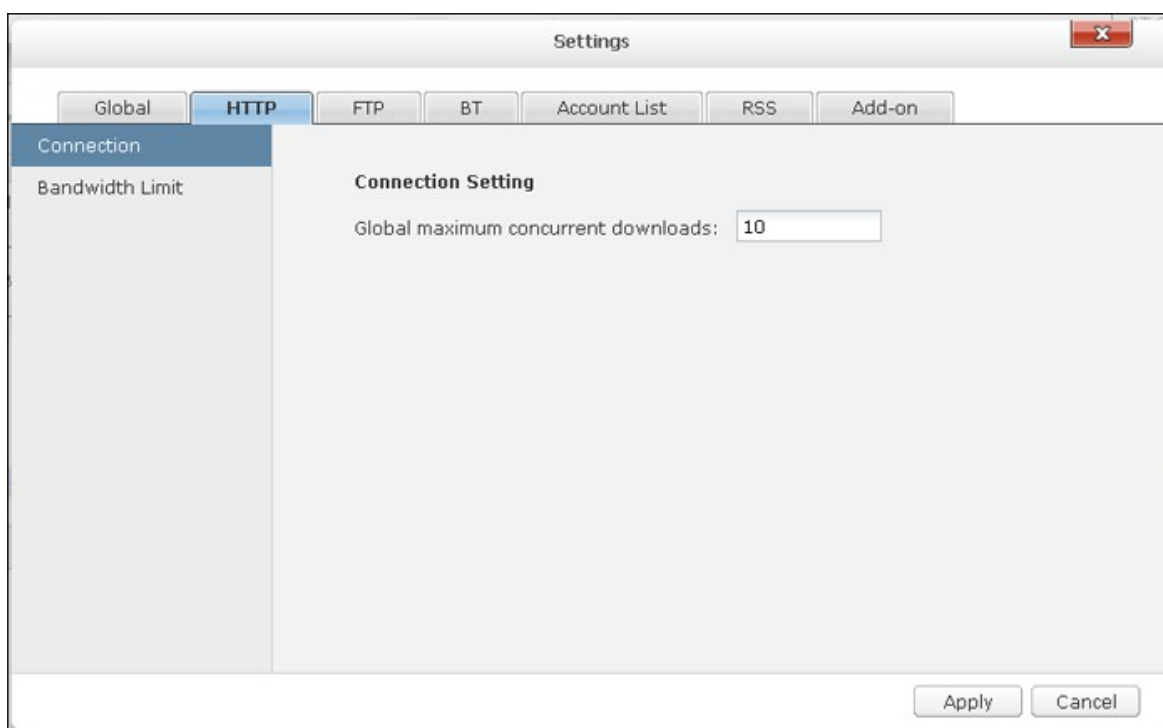 Settings
Global HTTP FTP BT Account List RSS Add-on
Connection
Bandwidth Limit
Connection Setting
Global maximum concurrent downloads: 10
Apply Cancel